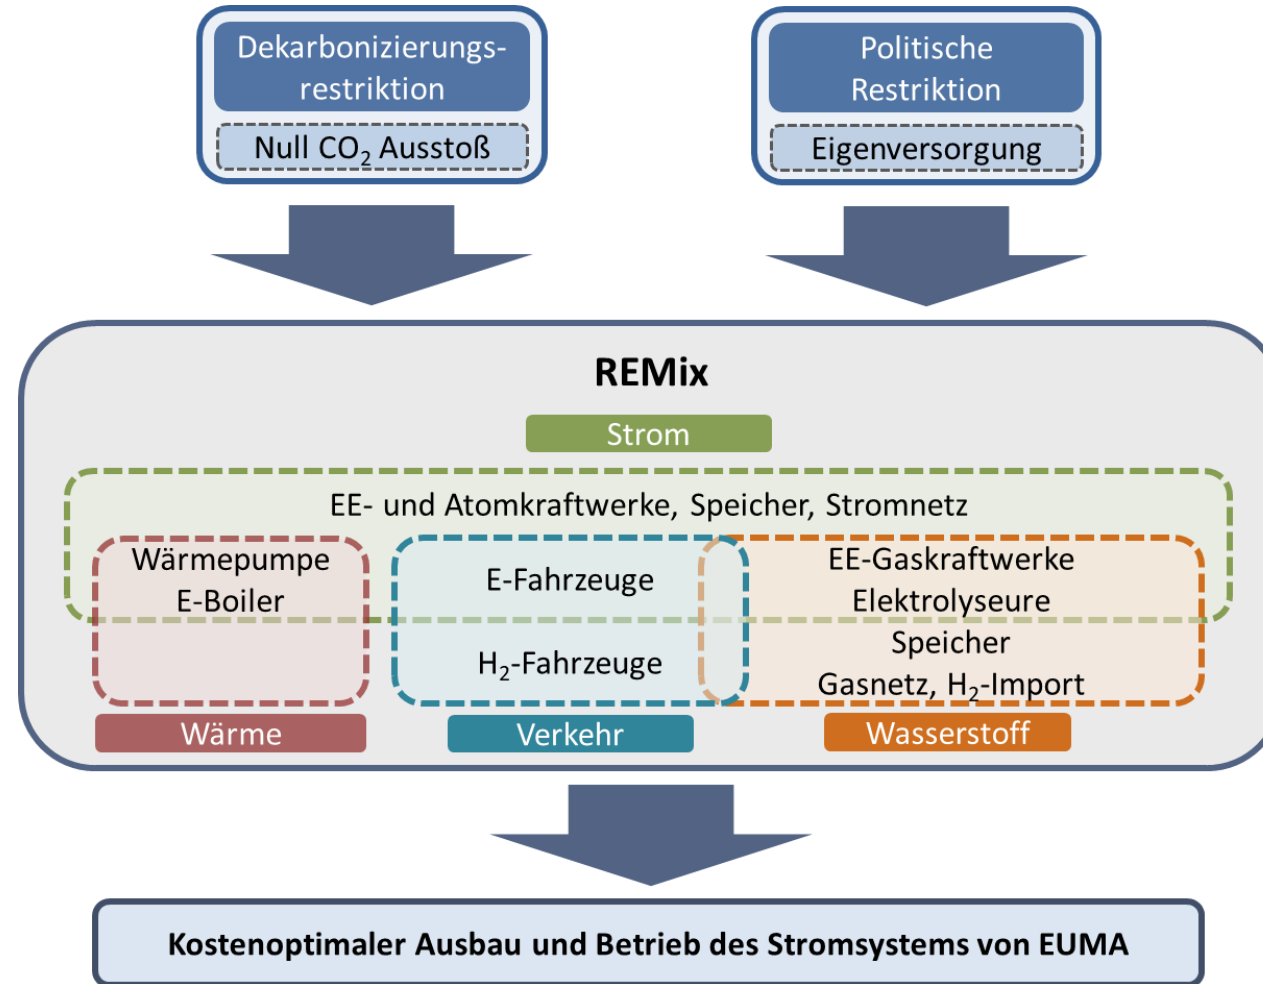 Dekarbonizierungs-
restriktion
Null CO₂ Ausstoß
Politische
Restriktion
Eigenversorgung
REMix
Strom
EE- und Atomkraftwerke, Speicher, Stromnetz
Wärmepumpe
E-Boiler
E-Fahrzeuge
H₂-Fahrzeuge
EE-Gaskraftwerke
Elektrolyseure
Speicher
Gasnetz, H₂-Import
Wärme
Verkehr
Wasserstoff
Kostenoptimaler Ausbau und Betrieb des Stromsystems von EUMA